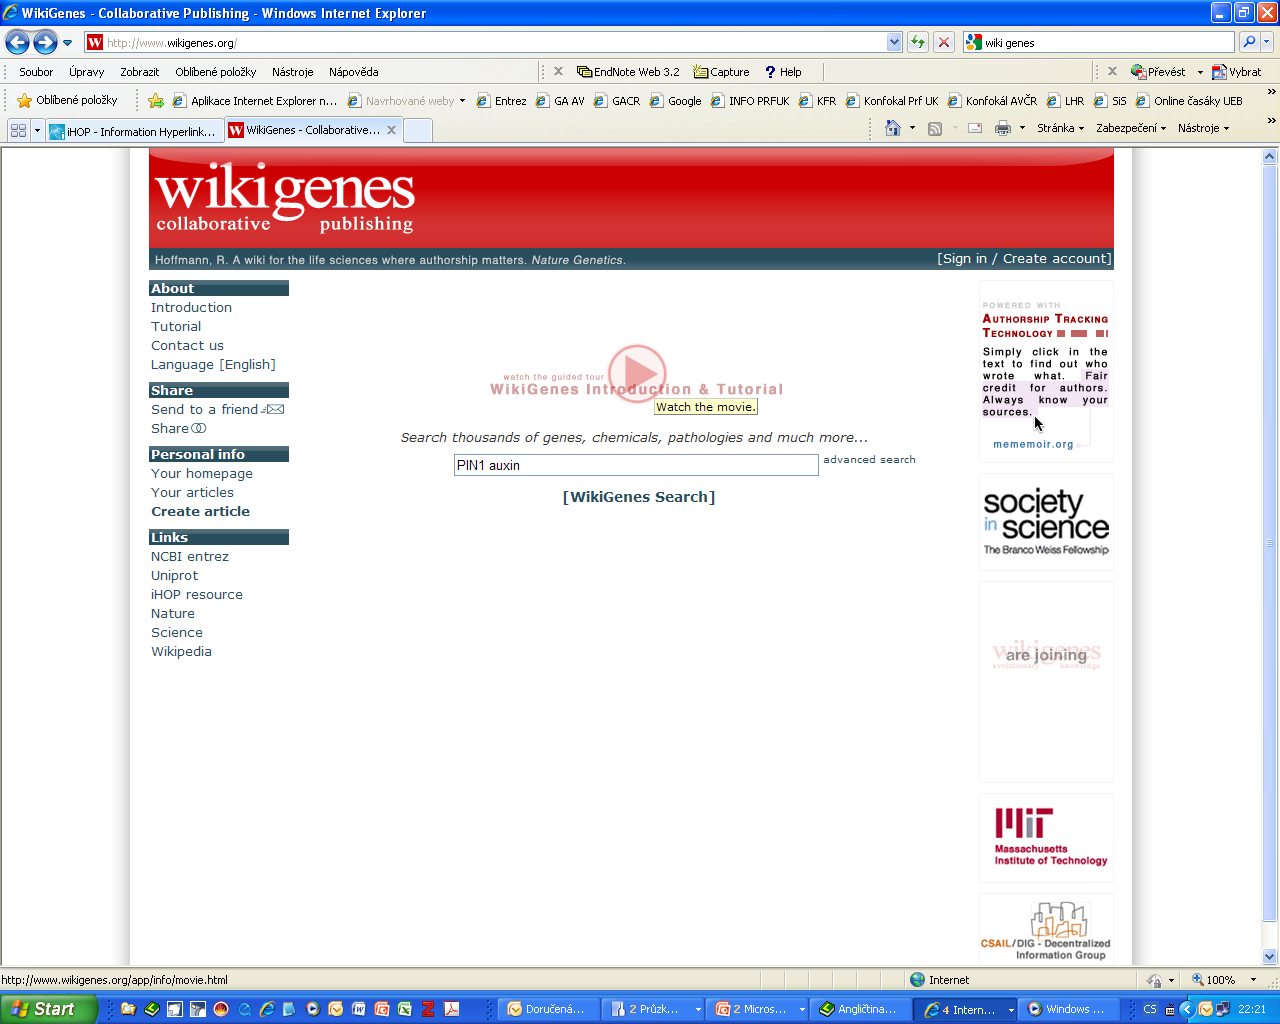 WikiGenes - Collaborative Publishing - Windows Internet Explorer
http://www.wikigenes.org/
wiki genes
Soubor Úpravy Zobrazit Oblíbené položky Nástroje Nápověda
EndNote Web 3.2 Capture Help
Převést Vybrat
Oblíbené položky
Aplikace Internet Explorer n... Navrhované weby Entrez GA AV GACR Google INFO PRFUK KFR Konfokal Prf UK Konfokál AVČR LHR SiS Online časáky UEB
iHOP - Information Hyperlink... WikiGenes - Collaborative...
Stránka Zabezpečení Nástroje
wikigenes
collaborative publishing
Hoffmann, R. A wiki for the life sciences where authorship matters. Nature Genetics.
[Sign in / Create account]
About
Introduction
Tutorial
Contact us
Language [English]
Share
Send to a friend
Share
Personal info
Your homepage
Your articles
Create article
Links
NCBI entrez
Uniprot
iHOP resource
Nature
Science
Wikipedia
watch the guided tour
WikiGenes Introduction & Tutorial
Watch the movie.
Search thousands of genes, chemicals, pathologies and much more...
PIN1 auxin
advanced search
[WikiGenes Search]
POWERED WITH
AUTHORSHIP TRACKING
TECHNOLOGY
Simply click in the
text to find out who
wrote what. Fair
credit for authors.
Always know your
sources.
mememoir.org
society
in science
The Branco Weiss Fellowship
wikigenes
are joining
evolutionary knowledge
MIT
Massachusetts
Institute of Technology
CSAIL/DIG - Decentralized
Information Group
http://www.wikigenes.org/app/info/movie.html
Internet
100%
Start
Doručená... 2 Průzk... 2 Micros... Angličtina... 4 Intern... Windows ...
CS
22:21